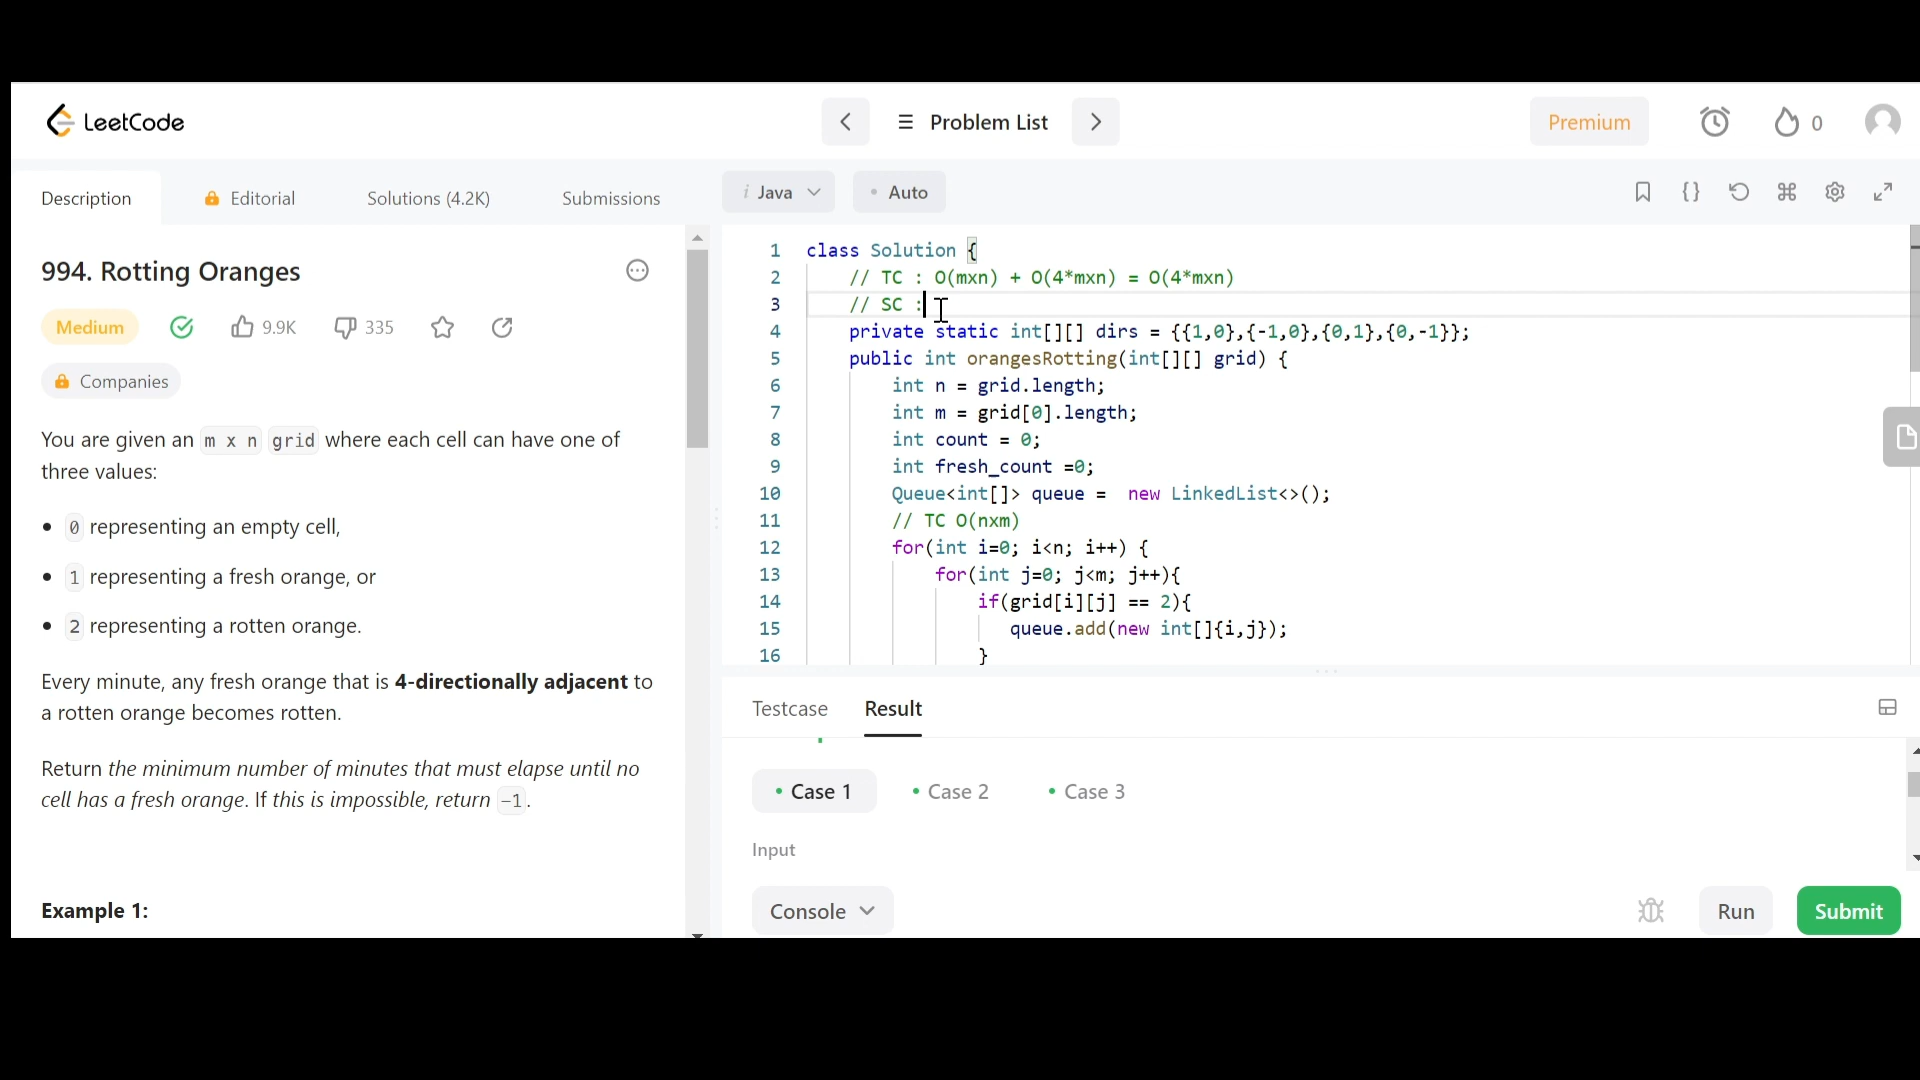 LeetCode
Problem List
Premium
0
Description
Editorial
Solutions (4.2K)
Submissions
i Java
Auto
994. Rotting Oranges
Medium
9.9K
335
Companies
You are given an m x n grid where each cell can have one of
three values:
• 0 representing an empty cell,
• 1 representing a fresh orange, or
• 2 representing a rotten orange.
Every minute, any fresh orange that is 4-directionally adjacent to
a rotten orange becomes rotten.
Return the minimum number of minutes that must elapse until no
cell has a fresh orange. If this is impossible, return -1.
Example 1:
1 class Solution {
2 // TC : O(mxn) + O(4*mxn) = O(4*mxn)
3 // SC :
4 private static int[][] dirs = {{1,0},{-1,0},{0,1},{0,-1}};
5 public int orangesRotting(int[][] grid) {
6 int n = grid.length;
7 int m = grid[0].length;
8 int count = 0;
9 int fresh_count =0;
10 Queue<int[]> queue = new LinkedList<>();
11 // TC O(nxm)
12 for(int i=0; i<n; i++) {
13 for(int j=0; j<m; j++){
14 if(grid[i][j] == 2){
15 queue.add(new int[]{i,j});
16 }
Testcase
Result
• Case 1
• Case 2
• Case 3
Input
Console
Run
Submit